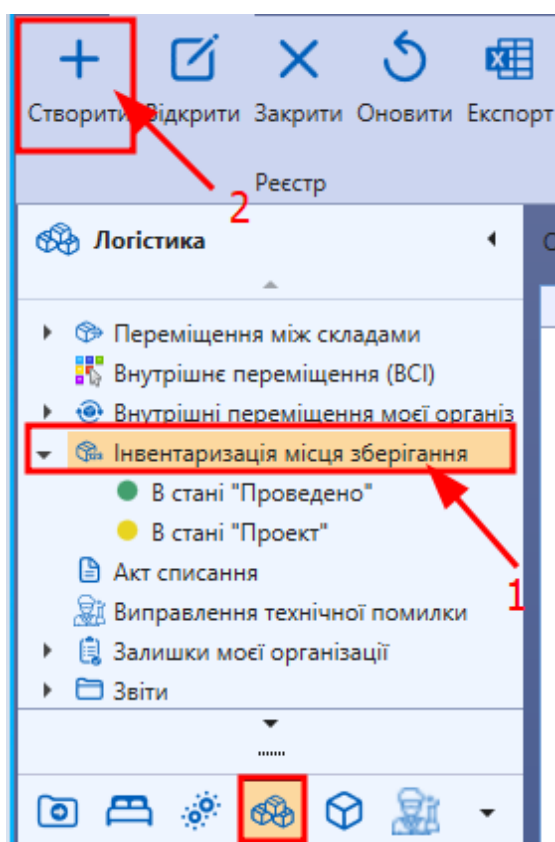 Створити Відкрити Закрити Оновити Експорт
2
Реєстр
Логістика
Переміщення між складами
Внутрішнє переміщення (ВСІ)
Внутрішні переміщення моєї організ
Інвентаризація місця зберігання
В стані "Проведено"
В стані "Проект"
1
Акт списання
Виправлення технічної помилки
Залишки моєї організації
Звіти